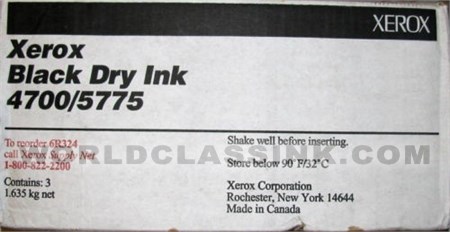 XEROX
Xerox
Black Dry Ink
4700/5775
To reorder 6R324
call Xerox Supply Net
1-800-822-2200
Contains: 3
1.635 kg net
Shake well before inserting.
Store below 90°F/32°C
Xerox Corporation
Rochester, New York 14644
Made in Canada
WORLDCLASSINK.COM